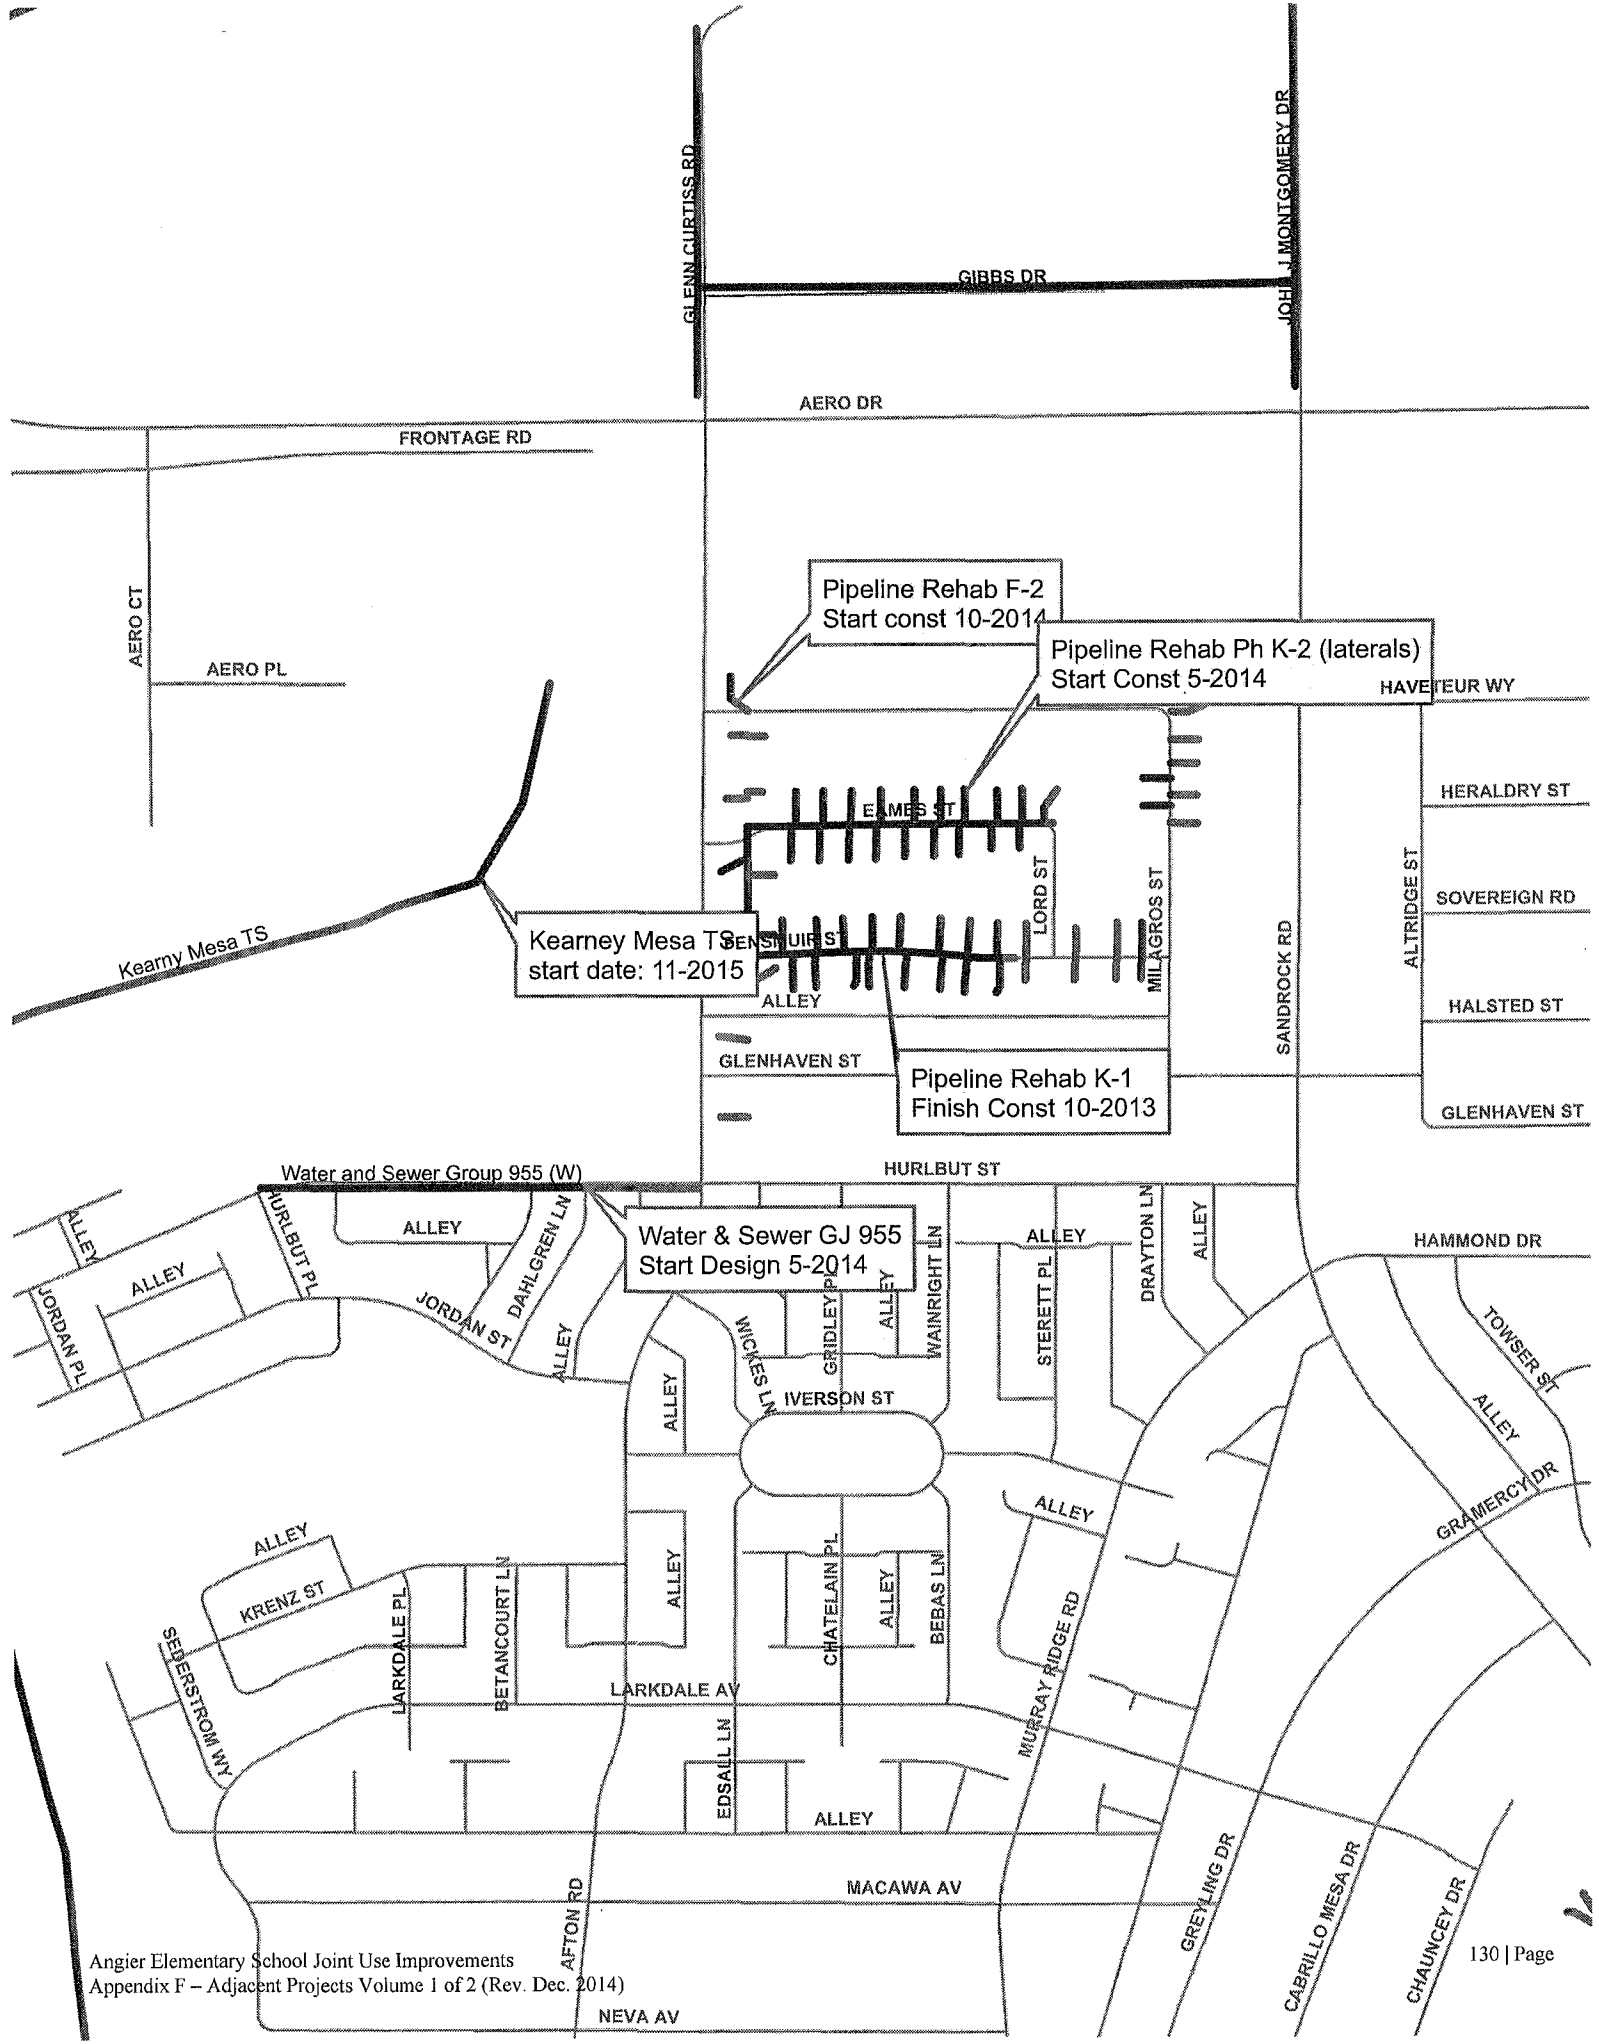 GLENN CURTISS RD
JOHN J MONTGOMERY DR
GIBBS DR
AERO DR
FRONTAGE RD
AERO CT
AERO PL
Pipeline Rehab F-2
Start const 10-2014
Pipeline Rehab Ph K-2 (laterals)
Start Const 5-2014
HAVETEUR WY
HERALDRY ST
EAMES ST
LORD ST
MILAGROS ST
SANDROCK RD
ALTRIDGE ST
SOVEREIGN RD
Kearny Mesa TS
Kearney Mesa TS
start date: 11-2015
ALLEY
HALSTED ST
GLENHAVEN ST
Pipeline Rehab K-1
Finish Const 10-2013
GLENHAVEN ST
Water and Sewer Group 955 (W)
HURLBUT ST
ALLEY
HURLBUT PL
ALLEY
DAHLGREN LN
Water & Sewer GJ 955
Start Design 5-2014
WAINRIGHT LN
ALLEY
DRAYTON LN
ALLEY
HAMMOND DR
ALLEY
JORDAN PL
JORDAN ST
ALLEY
WICKES LN
GRIDLEY PL
ALLEY
STERETT PL
TOWSER ST
ALLEY
IVERSON ST
ALLEY
GRAMERCY DR
ALLEY
KRENZ ST
ALLEY
LARKDALE PL
BETANCOURT LN
ALLEY
CHATELAIN PL
ALLEY
BEBAS LN
MURRAY RIDGE RD
SEDERSTROM WY
LARKDALE AV
EDSALL LN
ALLEY
MACAWA AV
AFTON RD
GREYLING DR
CABRILLO MESA DR
CHAUNCEY DR
Angier Elementary School Joint Use Improvements
Appendix F – Adjacent Projects Volume 1 of 2 (Rev. Dec. 2014)
130 | Page
NEVA AV